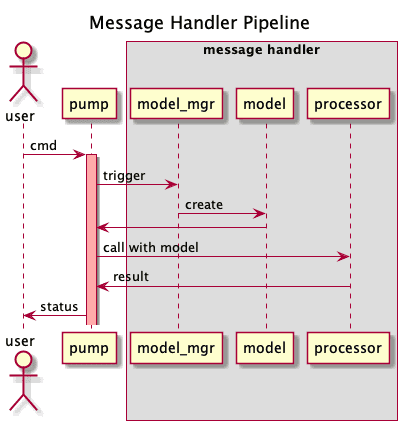 Message Handler Pipeline
message handler
user
pump
model_mgr
model
processor
cmd
trigger
create
call with model
result
status
user
pump
model_mgr
model
processor